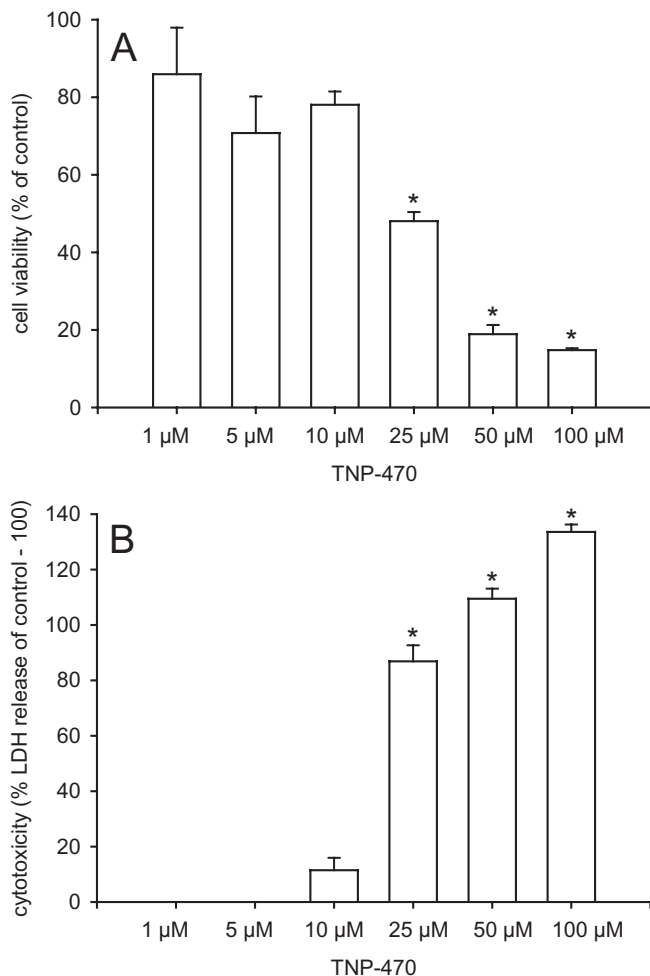 A
cell viability (% of control)
100
80
60
40
20
0
*
*
*
1 µM 5 µM 10 µM 25 µM 50 µM 100 µM
TNP-470
B
cytotoxicity (% LDH release of control - 100)
140
120
100
80
60
40
20
0
*
*
*
1 µM 5 µM 10 µM 25 µM 50 µM 100 µM
TNP-470